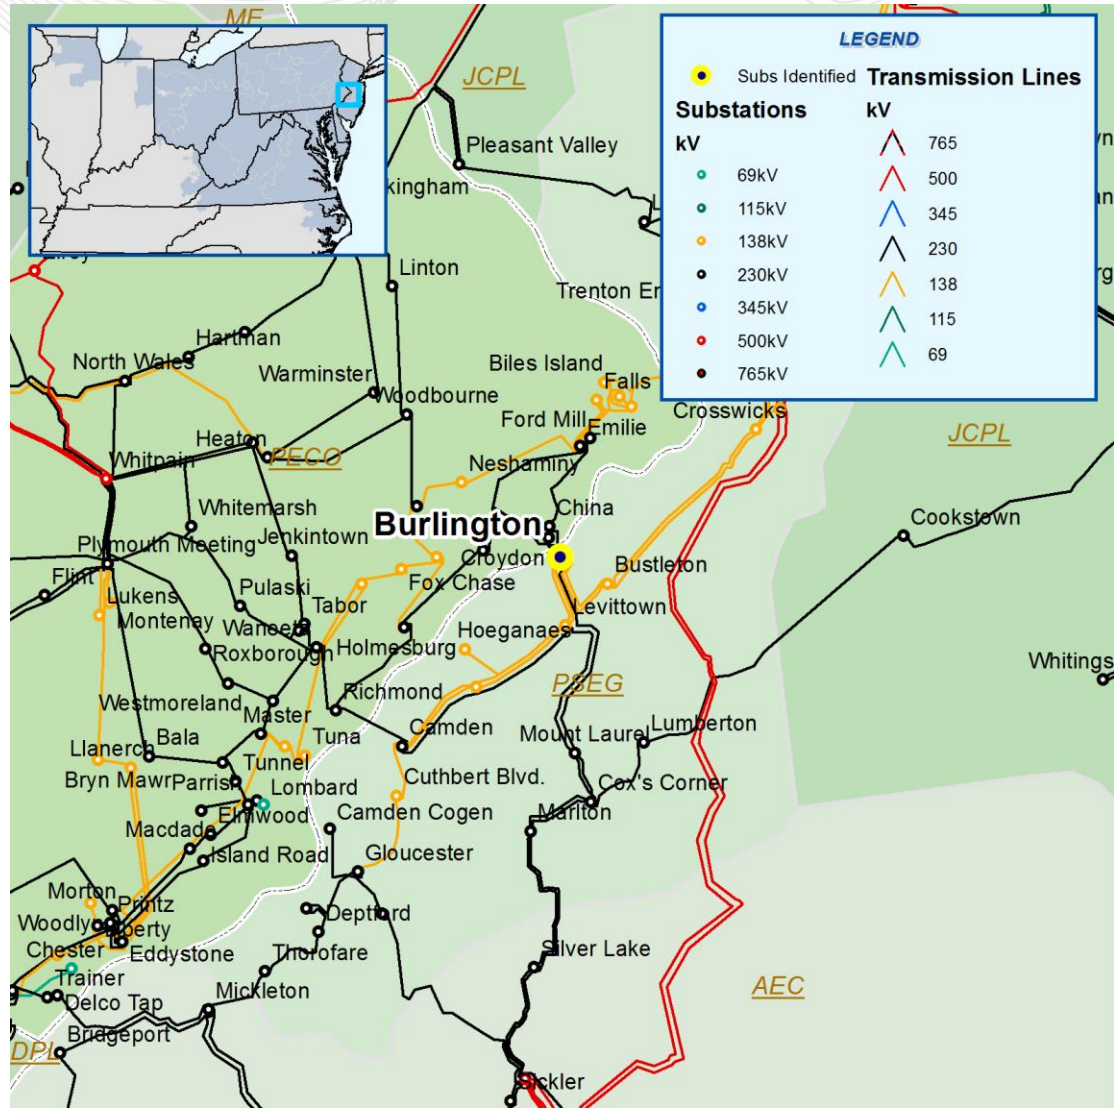 ME
JCPL
LEGEND
Subs Identified
Transmission Lines
Substations
kV
kV
69kV
115kV
138kV
230kV
345kV
500kV
765kV
765
500
345
230
138
115
69
Pleasant Valley
Linton
Hartman
North Wales
Warminster
Woodbourne
Biles Island
Falls
Ford Mill
Emilie
Crosswicks
JCPL
Heaton
PECO
Whitpain
Neshaminy
Whitemarsh
Burlington
China
Cookstown
Plymouth Meeting
Jenkintown
Croydon
Bustleton
Flint
Lukens
Pulaski
Fox Chase
Montenay
Tabor
Levittown
Waneeta
Hoeganaes
Roxborough
Holmesburg
Whitings
Westmoreland
Richmond
PSEG
Master
Camden
Mount Laurel
Lumberton
Llanerch
Bala
Tuna
Bryn Mawr
Parrish
Tunnel
Cuthbert Blvd.
Cox's Corner
Lombard
Macdade
Elmwood
Camden Cogen
Marlton
Island Road
Gloucester
Morton
Printz
Woodlyn
Liberty
Deptford
Chester
Eddystone
Thorofare
Silver Lake
Trainer
Delco Tap
Mickleton
AEC
Bridgeport
DPL
Sickler